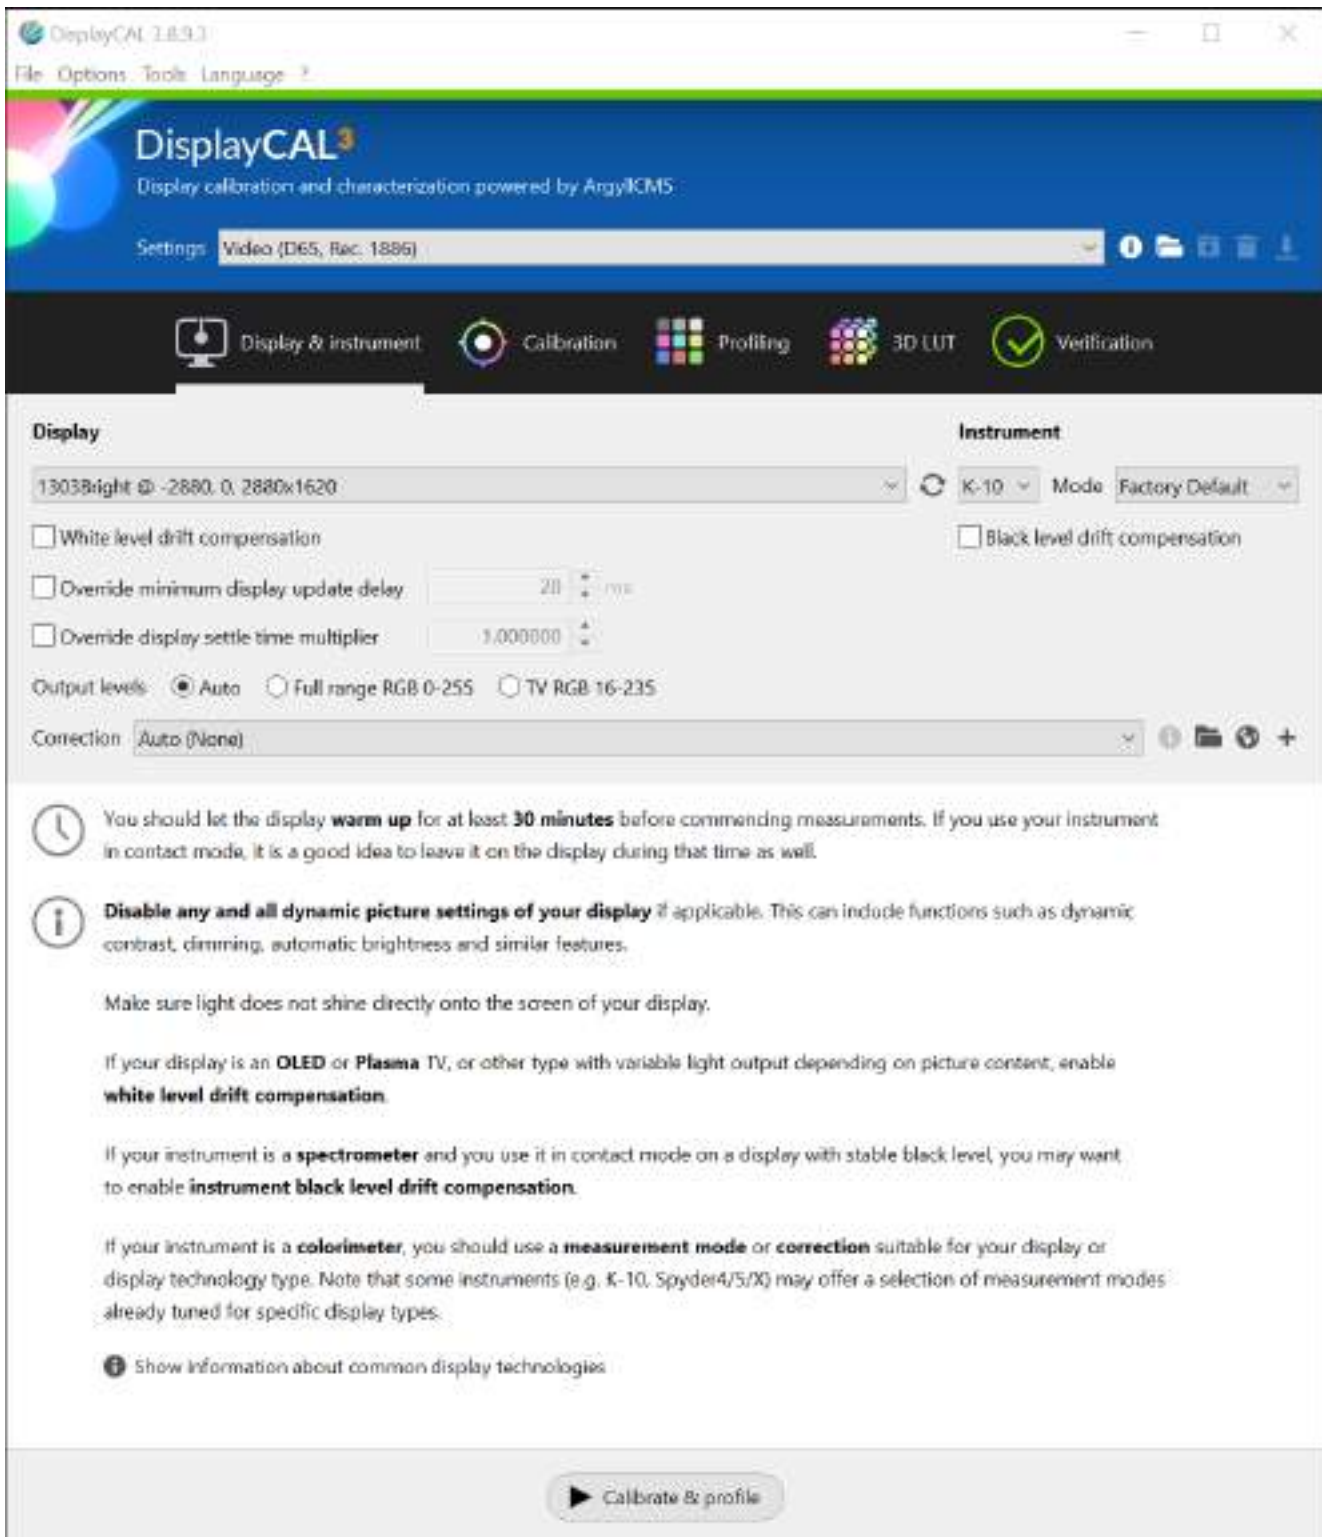 DisplayCAL 3.8.9.3
File Options Tools Language ?
DisplayCAL3
Display calibration and characterization powered by ArgyllCMS
Settings Video (D65, Rec. 1886)
Display & instrument Calibration Profiling 3D LUT Verification
Display Instrument
1303Bright @ -2880, 0, 2880x1620 K-10 Mode Factory Default
White level drift compensation Black level drift compensation
Override minimum display update delay 20 ms
Override display settle time multiplier 1.000000
Output levels Auto Full range RGB 0-255 TV RGB 16-235
Correction Auto (None)
You should let the display warm up for at least 30 minutes before commencing measurements. If you use your instrument
in contact mode, it is a good idea to leave it on the display during that time as well.
Disable any and all dynamic picture settings of your display if applicable. This can include functions such as dynamic
contrast, dimming, automatic brightness and similar features.
Make sure light does not shine directly onto the screen of your display.
If your display is an OLED or Plasma TV, or other type with variable light output depending on picture content, enable
white level drift compensation.
If your instrument is a spectrometer and you use it in contact mode on a display with stable black level, you may want
to enable instrument black level drift compensation.
If your instrument is a colorimeter, you should use a measurement mode or correction suitable for your display or
display technology type. Note that some instruments (e.g. K-10, Spyder4/5/X) may offer a selection of measurement modes
already tuned for specific display types.
Show information about common display technologies
Calibrate & profile